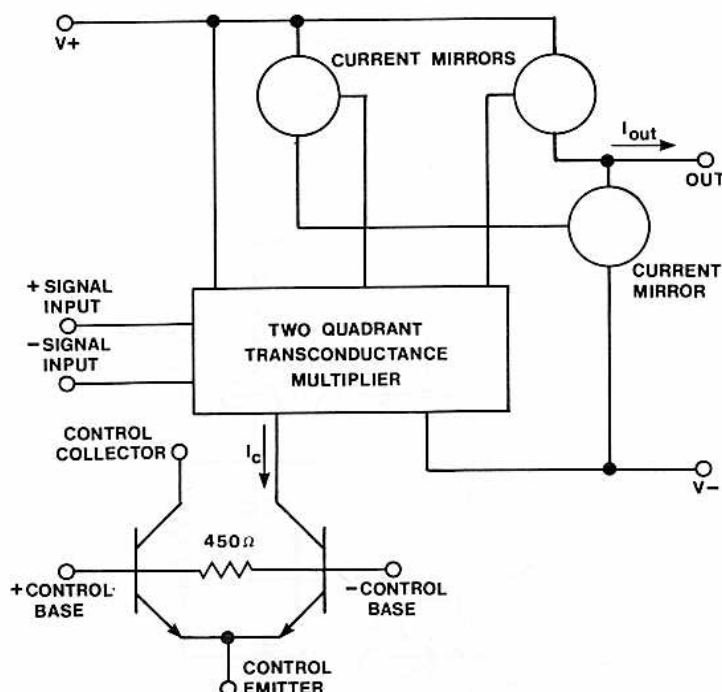 V+
CURRENT MIRRORS
Iout
OUT
CURRENT
MIRROR
+ SIGNAL
INPUT
– SIGNAL
INPUT
TWO QUADRANT
TRANSCONDUCTANCE
MULTIPLIER
CONTROL
COLLECTOR
Ic
V–
450Ω
+ CONTROL
BASE
– CONTROL
BASE
CONTROL
EMITTER